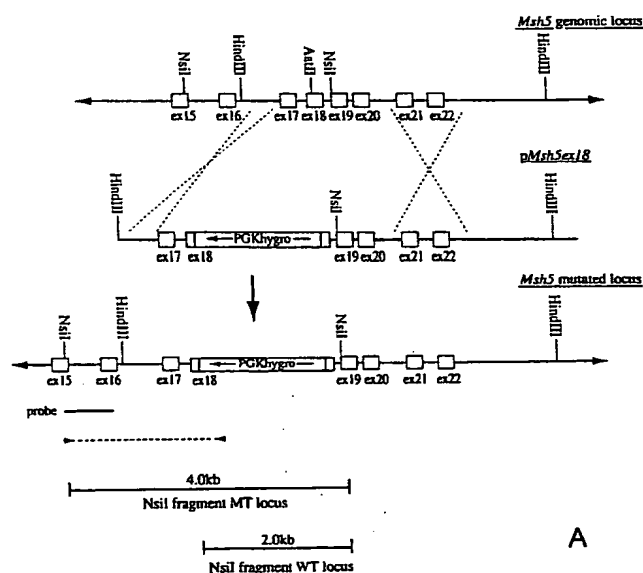 Msh5 genomic locus
NsiI
HindIII
AatII
NsiI
HindIII
ex15
ex16
ex17
ex18
ex19
ex20
ex21
ex22
pMsh5ex18
HindIII
NsiI
HindIII
PGKhygro
ex17
ex18
ex19
ex20
ex21
ex22
Msh5 mutated locus
NsiI
HindIII
NsiI
HindIII
PGKhygro
ex15
ex16
ex17
ex18
ex19
ex20
ex21
ex22
probe
4.0kb
NsiI fragment MT locus
2.0kb
NsiI fragment WT locus
A